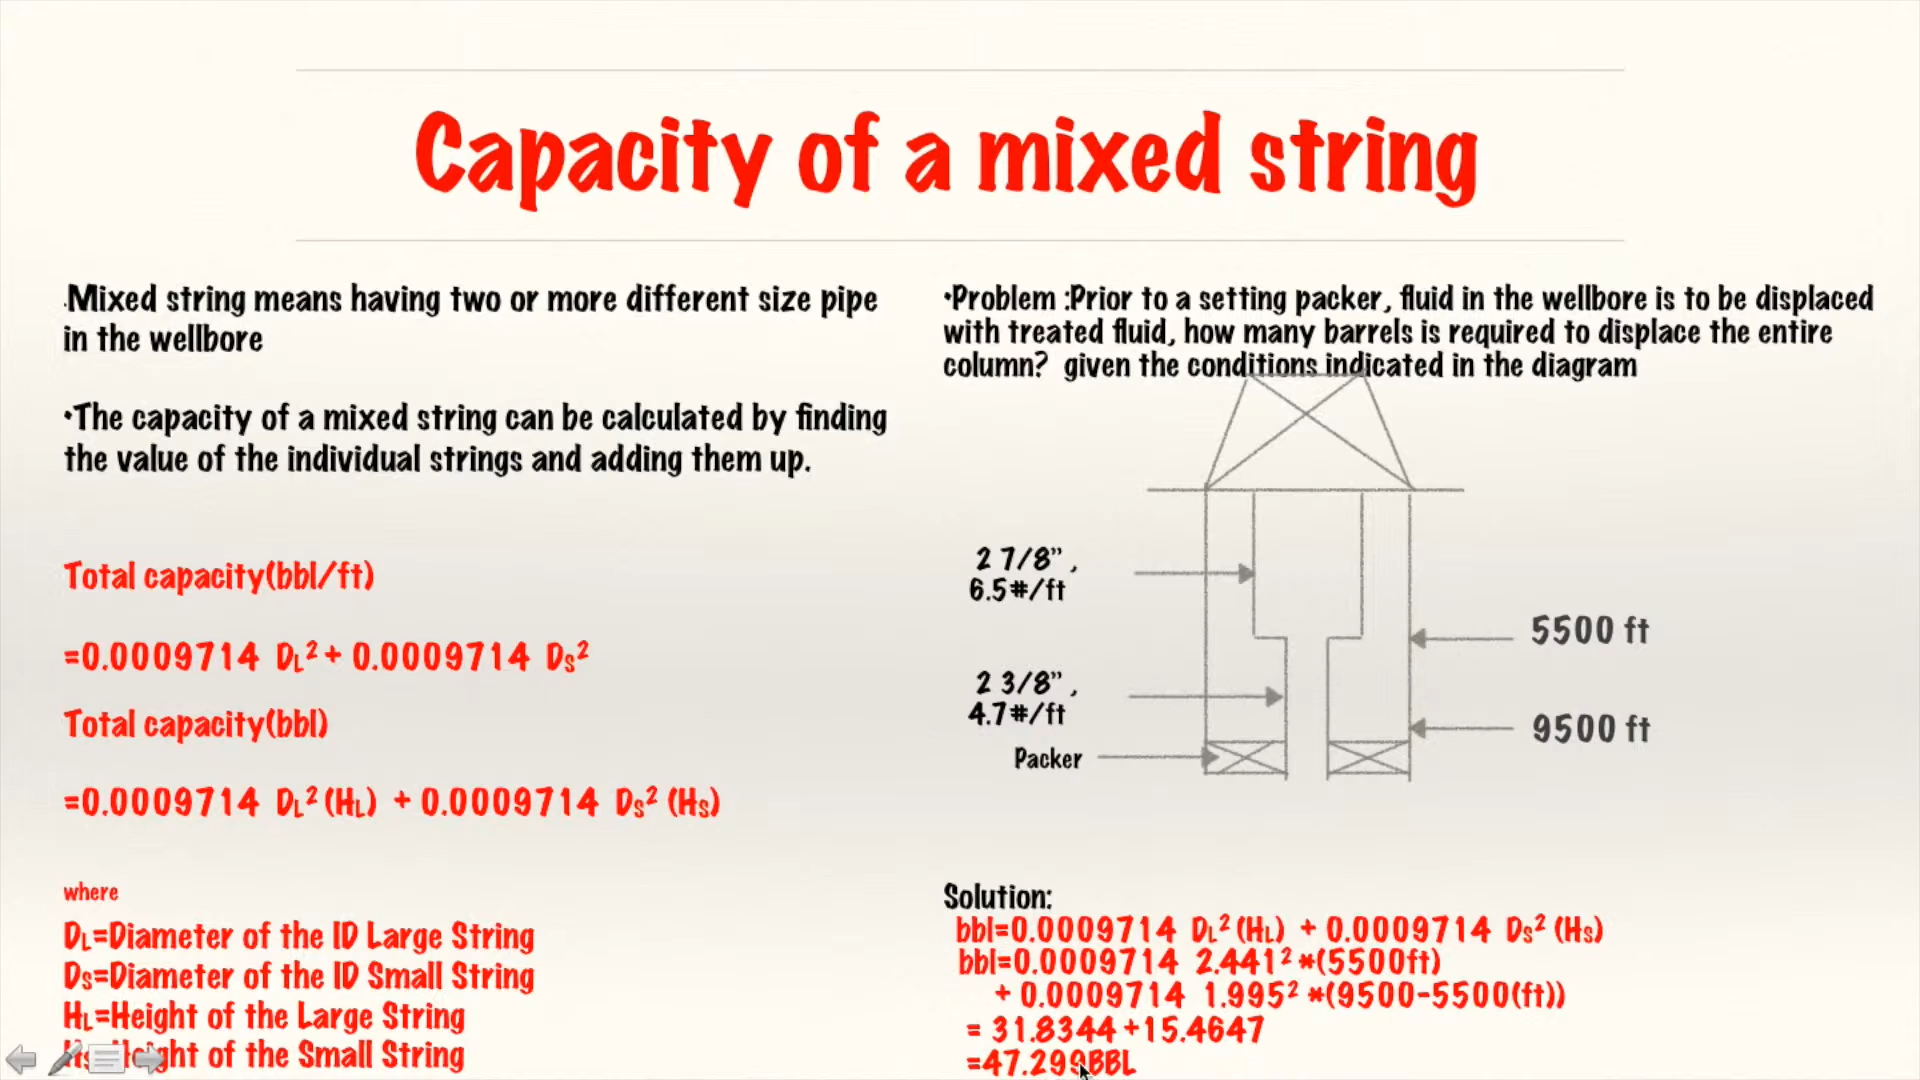 Capacity of a mixed string
.Mixed string means having two or more different size pipe
in the wellbore
•The capacity of a mixed string can be calculated by finding
the value of the individual strings and adding them up.
Total capacity(bbl/ft)
=0.0009714 DL²+ 0.0009714 DS²
Total capacity(bbl)
=0.0009714 DL²(HL) + 0.0009714 DS² (HS)
where
DL=Diameter of the ID Large String
DS=Diameter of the ID Small String
HL=Height of the Large String
HS=Height of the Small String
•Problem :Prior to a setting packer, fluid in the wellbore is to be displaced
with treated fluid, how many barrels is required to displace the entire
column? given the conditions indicated in the diagram
2 7/8”,
6.5#/ft
5500 ft
2 3/8”,
4.7#/ft
9500 ft
Packer
Solution:
bbl=0.0009714 DL²(HL) + 0.0009714 DS² (HS)
bbl=0.0009714 2.441²*(5500ft)
+ 0.0009714 1.995² *(9500-5500(ft))
= 31.8344+15.4647
=47.299BBL